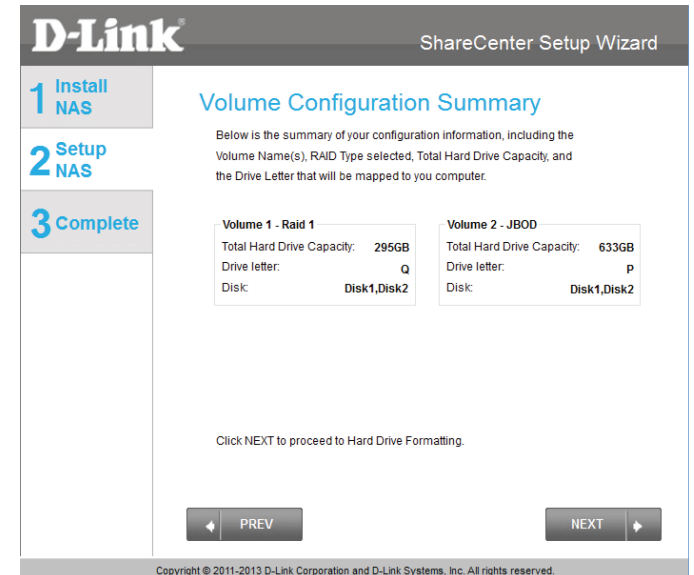 D-Link®
ShareCenter Setup Wizard
1 Install NAS
2 Setup NAS
3 Complete
Volume Configuration Summary
Below is the summary of your configuration information, including the
Volume Name(s), RAID Type selected, Total Hard Drive Capacity, and
the Drive Letter that will be mapped to you computer.
Volume 1 - Raid 1
Total Hard Drive Capacity: 295GB
Drive letter: Q
Disk: Disk1,Disk2
Volume 2 - JBOD
Total Hard Drive Capacity: 633GB
Drive letter: P
Disk: Disk1,Disk2
Click NEXT to proceed to Hard Drive Formatting.
PREV
NEXT
Copyright © 2011-2013 D-Link Corporation and D-Link Systems, Inc. All rights reserved.